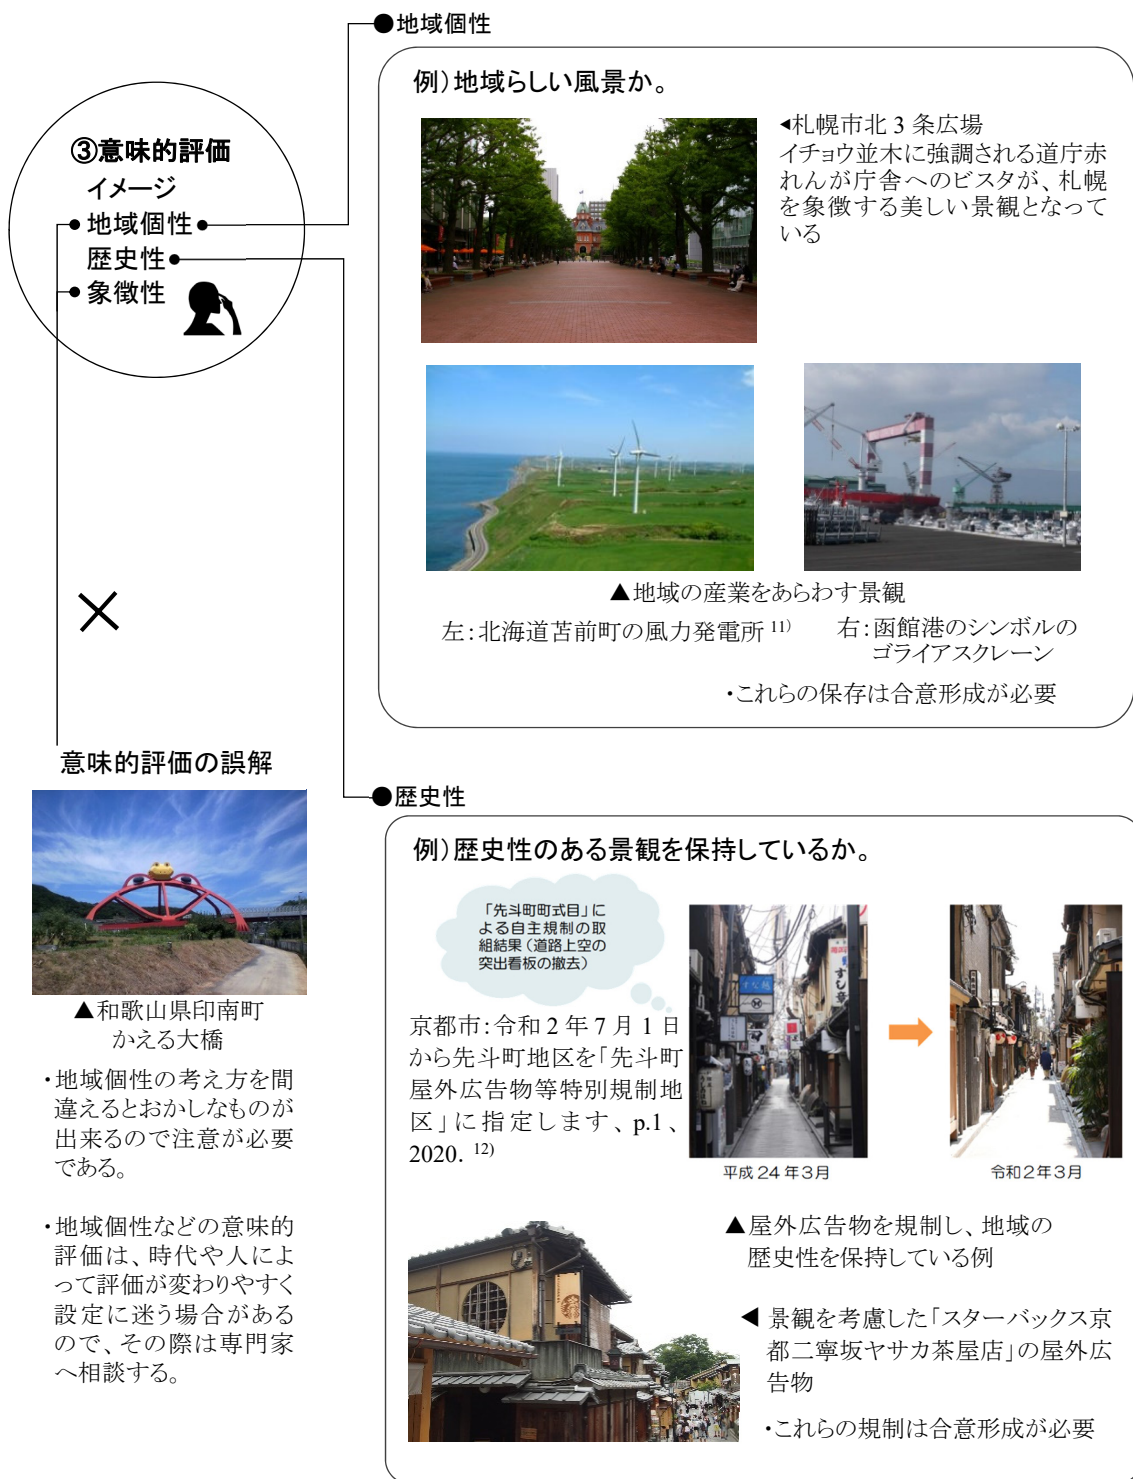 ●地域個性
例）地域らしい風景か。
③意味的評価
イメージ
地域個性
歴史性
象徴性
◀札幌市北 3 条広場
イチョウ並木に強調される道庁赤
れんが庁舎へのビスタが、札幌
を象徴する美しい景観となって
いる
▲地域の産業をあらわす景観
左：北海道苫前町の風力発電所 11)
右：函館港のシンボルの
ゴライアスクレーン
・これらの保存は合意形成が必要
×
意味的評価の誤解
▲和歌山県印南町
かえる大橋
・地域個性の考え方を間
違えるとおかしなものが
出来るので注意が必要
である。
・地域個性などの意味的
評価は、時代や人によ
って評価が変わりやすく
設定に迷う場合がある
ので、その際は専門家
へ相談する。
●歴史性
例）歴史性のある景観を保持しているか。
「先斗町町式目」に
よる自主規制の取
組結果（道路上空の
突出看板の撤去）
京都市：令和 2 年 7 月 1 日
から先斗町地区を「先斗町
屋外広告物等特別規制地
区」に指定します、p.1、
2020. 12)
すし
平成 24 年3月
令和2年3月
▲屋外広告物を規制し、地域の
歴史性を保持している例
◀ 景観を考慮した「スターバックス京
都二寧坂ヤサカ茶屋店」の屋外広
告物
・これらの規制は合意形成が必要